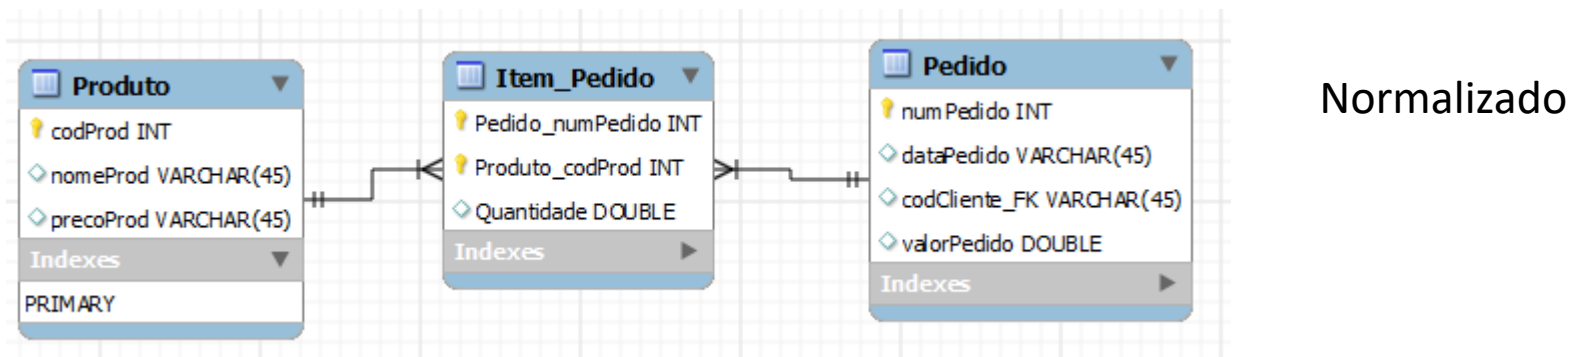 Produto
codProd INT
nomeProd VARCHAR(45)
precoProd VARCHAR(45)
Indexes
PRIMARY
Item_Pedido
Pedido_numPedido INT
Produto_codProd INT
Quantidade DOUBLE
Indexes
Pedido
numPedido INT
dataPedido VARCHAR(45)
codCliente_FK VARCHAR(45)
valorPedido DOUBLE
Indexes
Normalizado